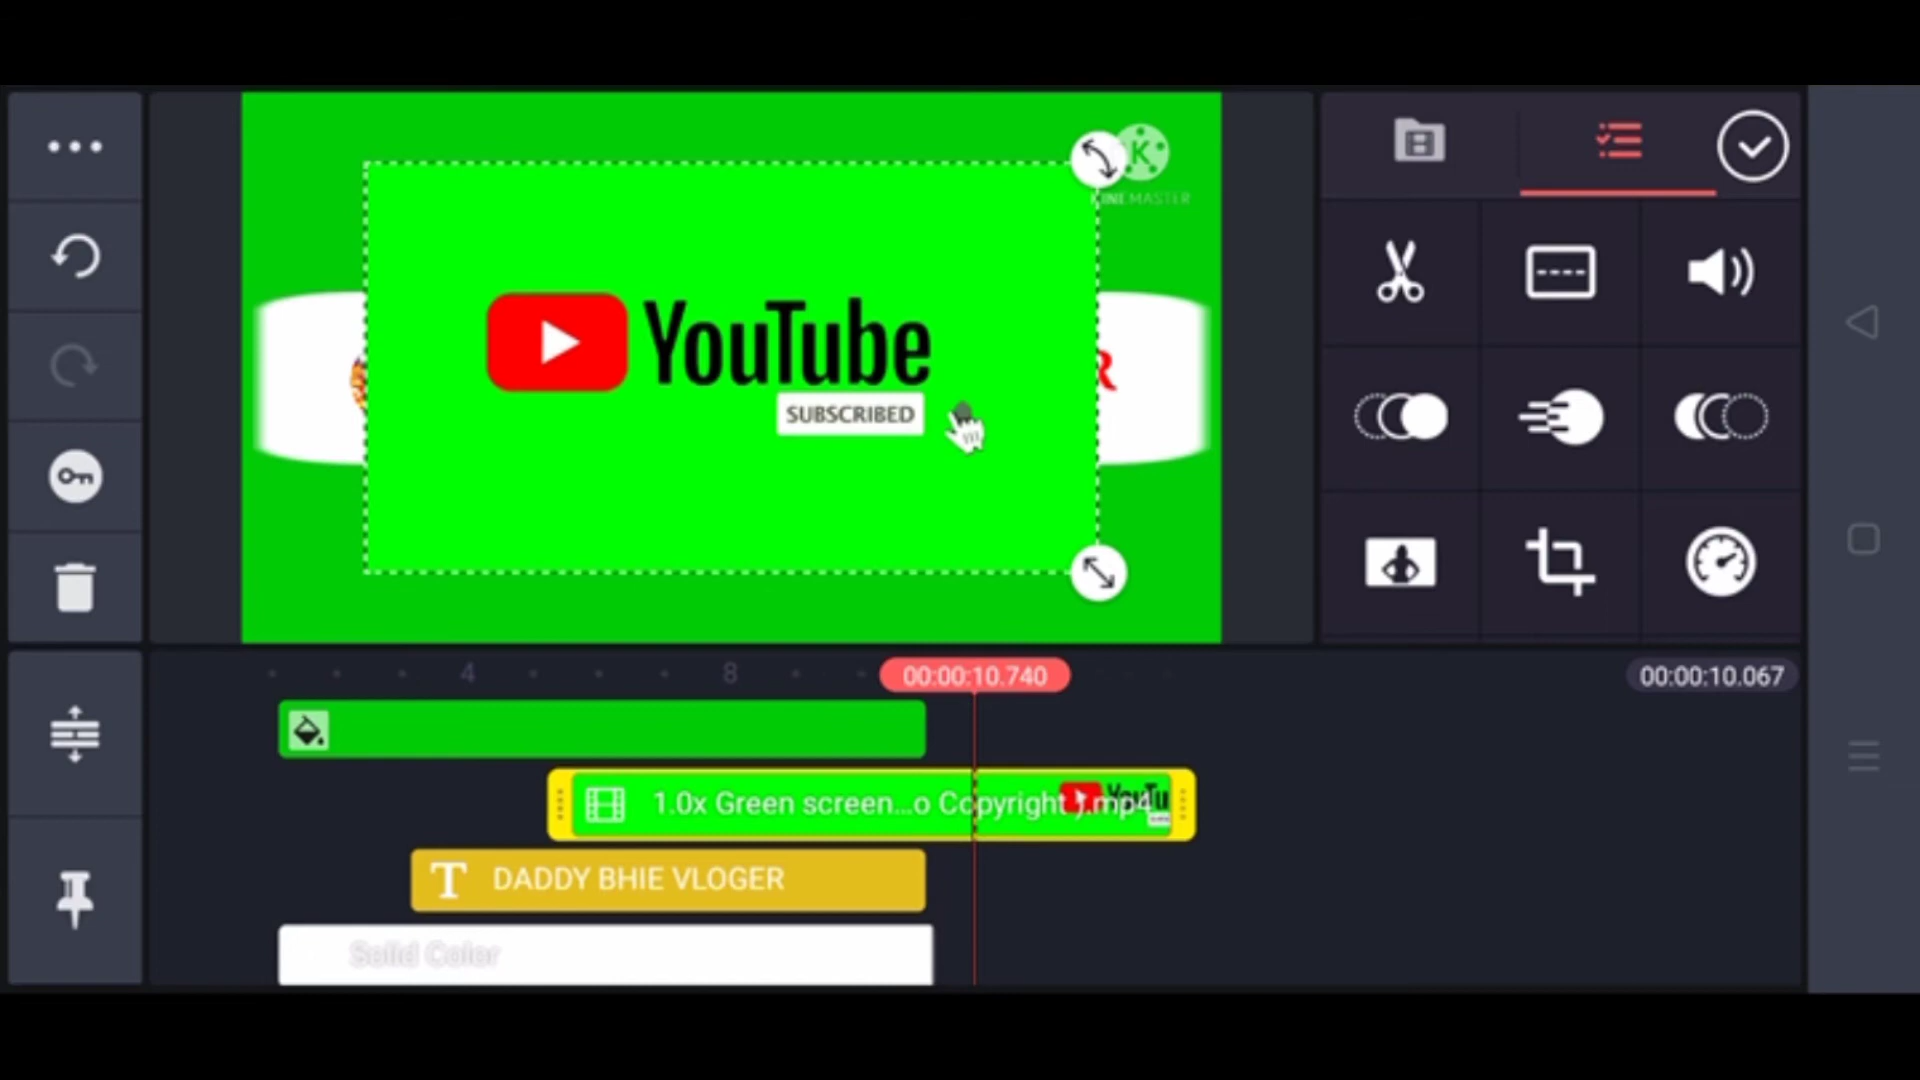 K
KINEMASTER
YouTube
R
SUBSCRIBED
4
8
00:00:10.740
00:00:10.067
1.0x Green screen...o Copyright ).mp4
YouTu
T DADDY BHIE VLOGER
Solid Color